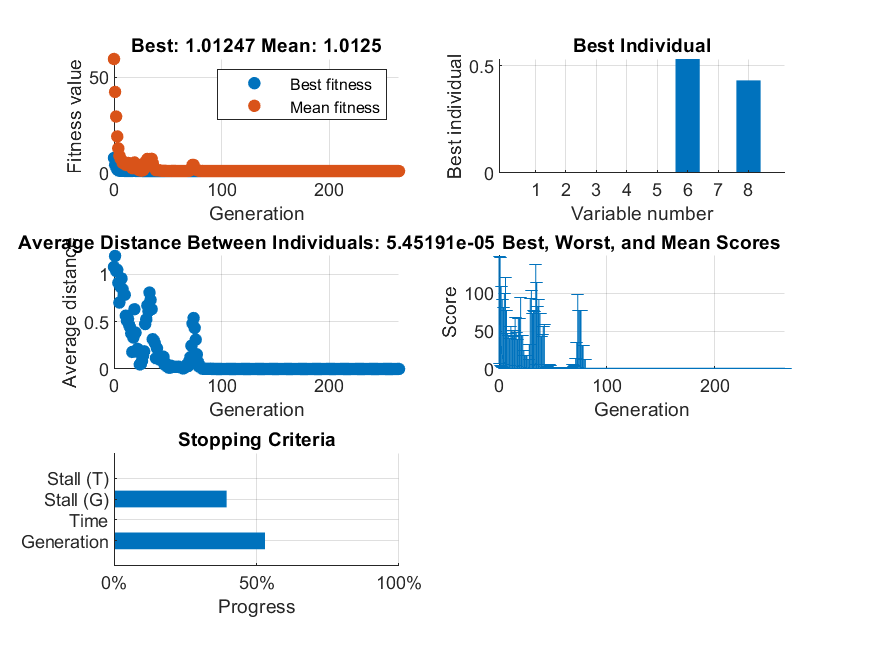 Best: 1.01247 Mean: 1.0125
Fitness value
50
0
0
100
200
Generation
Best fitness
Mean fitness
Best Individual
Best individual
0.5
0
1 2 3 4 5 6 7 8
Variable number
Average Distance Between Individuals: 5.45191e-05
Average distance
1
0.5
0
0
100
200
Generation
Best, Worst, and Mean Scores
Score
100
50
0
0
100
200
Generation
Stopping Criteria
Stall (T)
Stall (G)
Time
Generation
0%
50%
100%
Progress